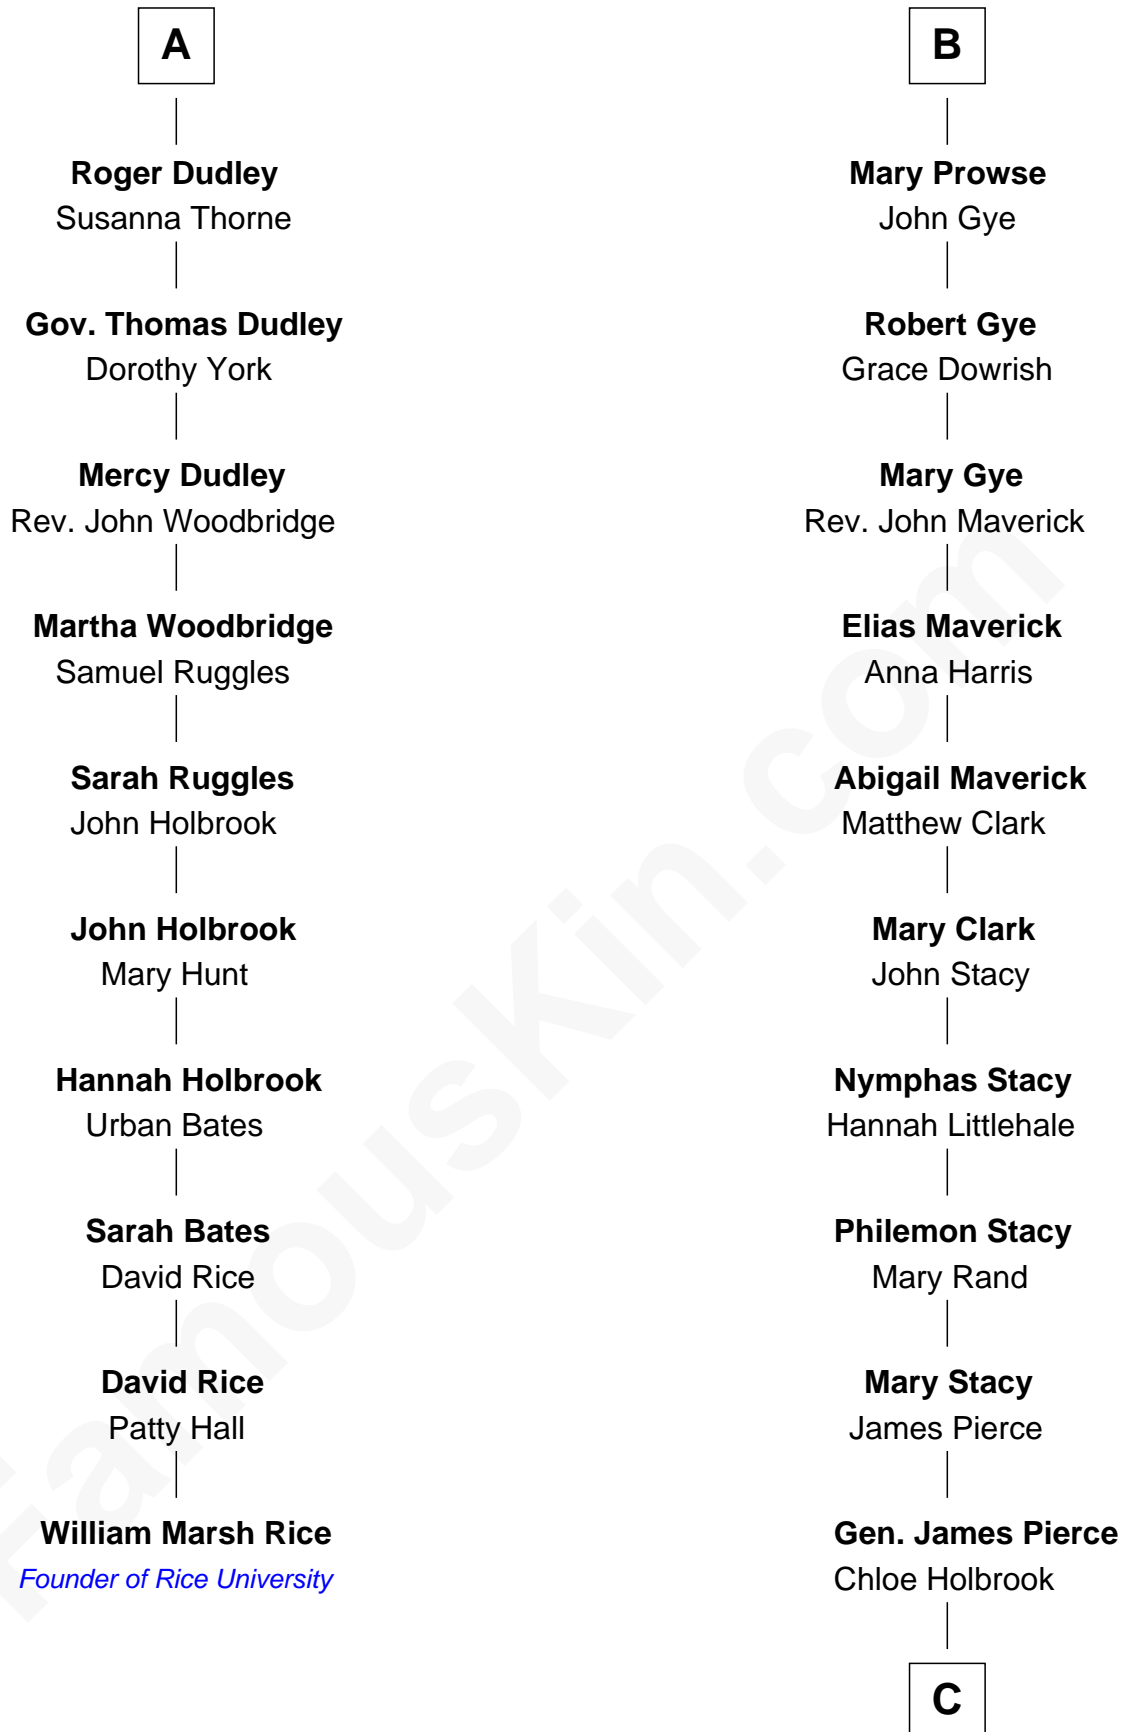 A
Roger Dudley
Susanna Thorne
Gov. Thomas Dudley
Dorothy York
Mercy Dudley
Rev. John Woodbridge
Martha Woodbridge
Samuel Ruggles
Sarah Ruggles
John Holbrook
John Holbrook
Mary Hunt
Hannah Holbrook
Urban Bates
Sarah Bates
David Rice
David Rice
Patty Hall
William Marsh Rice
Founder of Rice University
B
Mary Prowse
John Gye
Robert Gye
Grace Dowrish
Mary Gye
Rev. John Maverick
Elias Maverick
Anna Harris
Abigail Maverick
Matthew Clark
Mary Clark
John Stacy
Nymphas Stacy
Hannah Littlehale
Philemon Stacy
Mary Rand
Mary Stacy
James Pierce
Gen. James Pierce
Chloe Holbrook
C
FamousKin.com